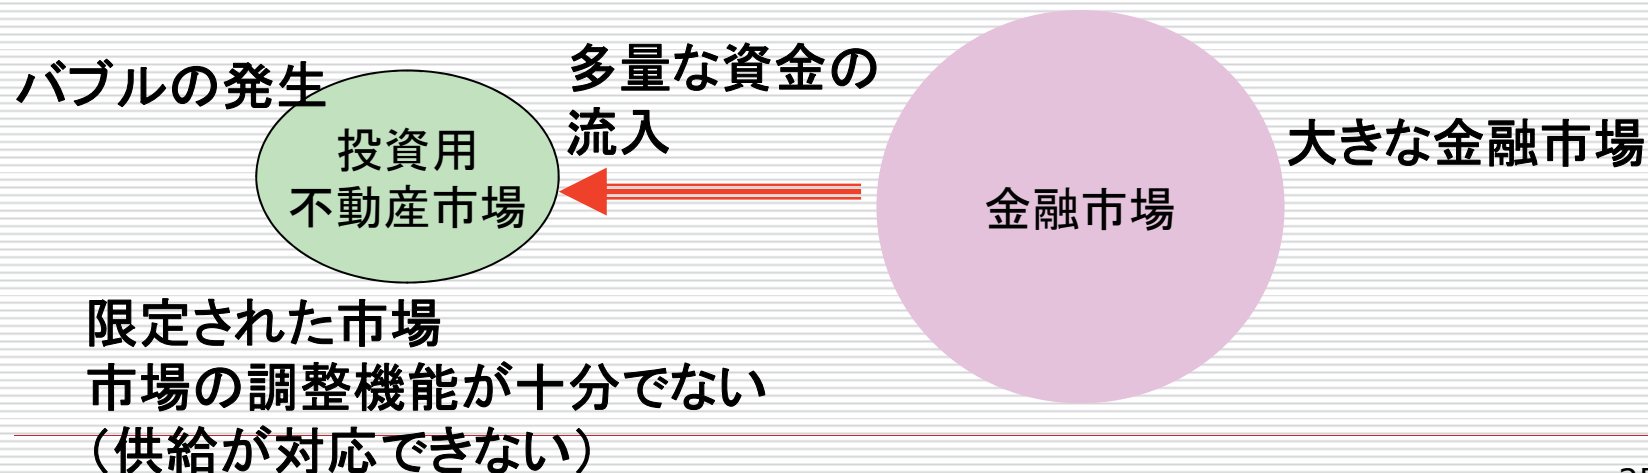 バブルの発生
投資用
不動産市場
多量な資金の
流入
金融市場
大きな金融市場
限定された市場
市場の調整機能が十分でない
（供給が対応できない）